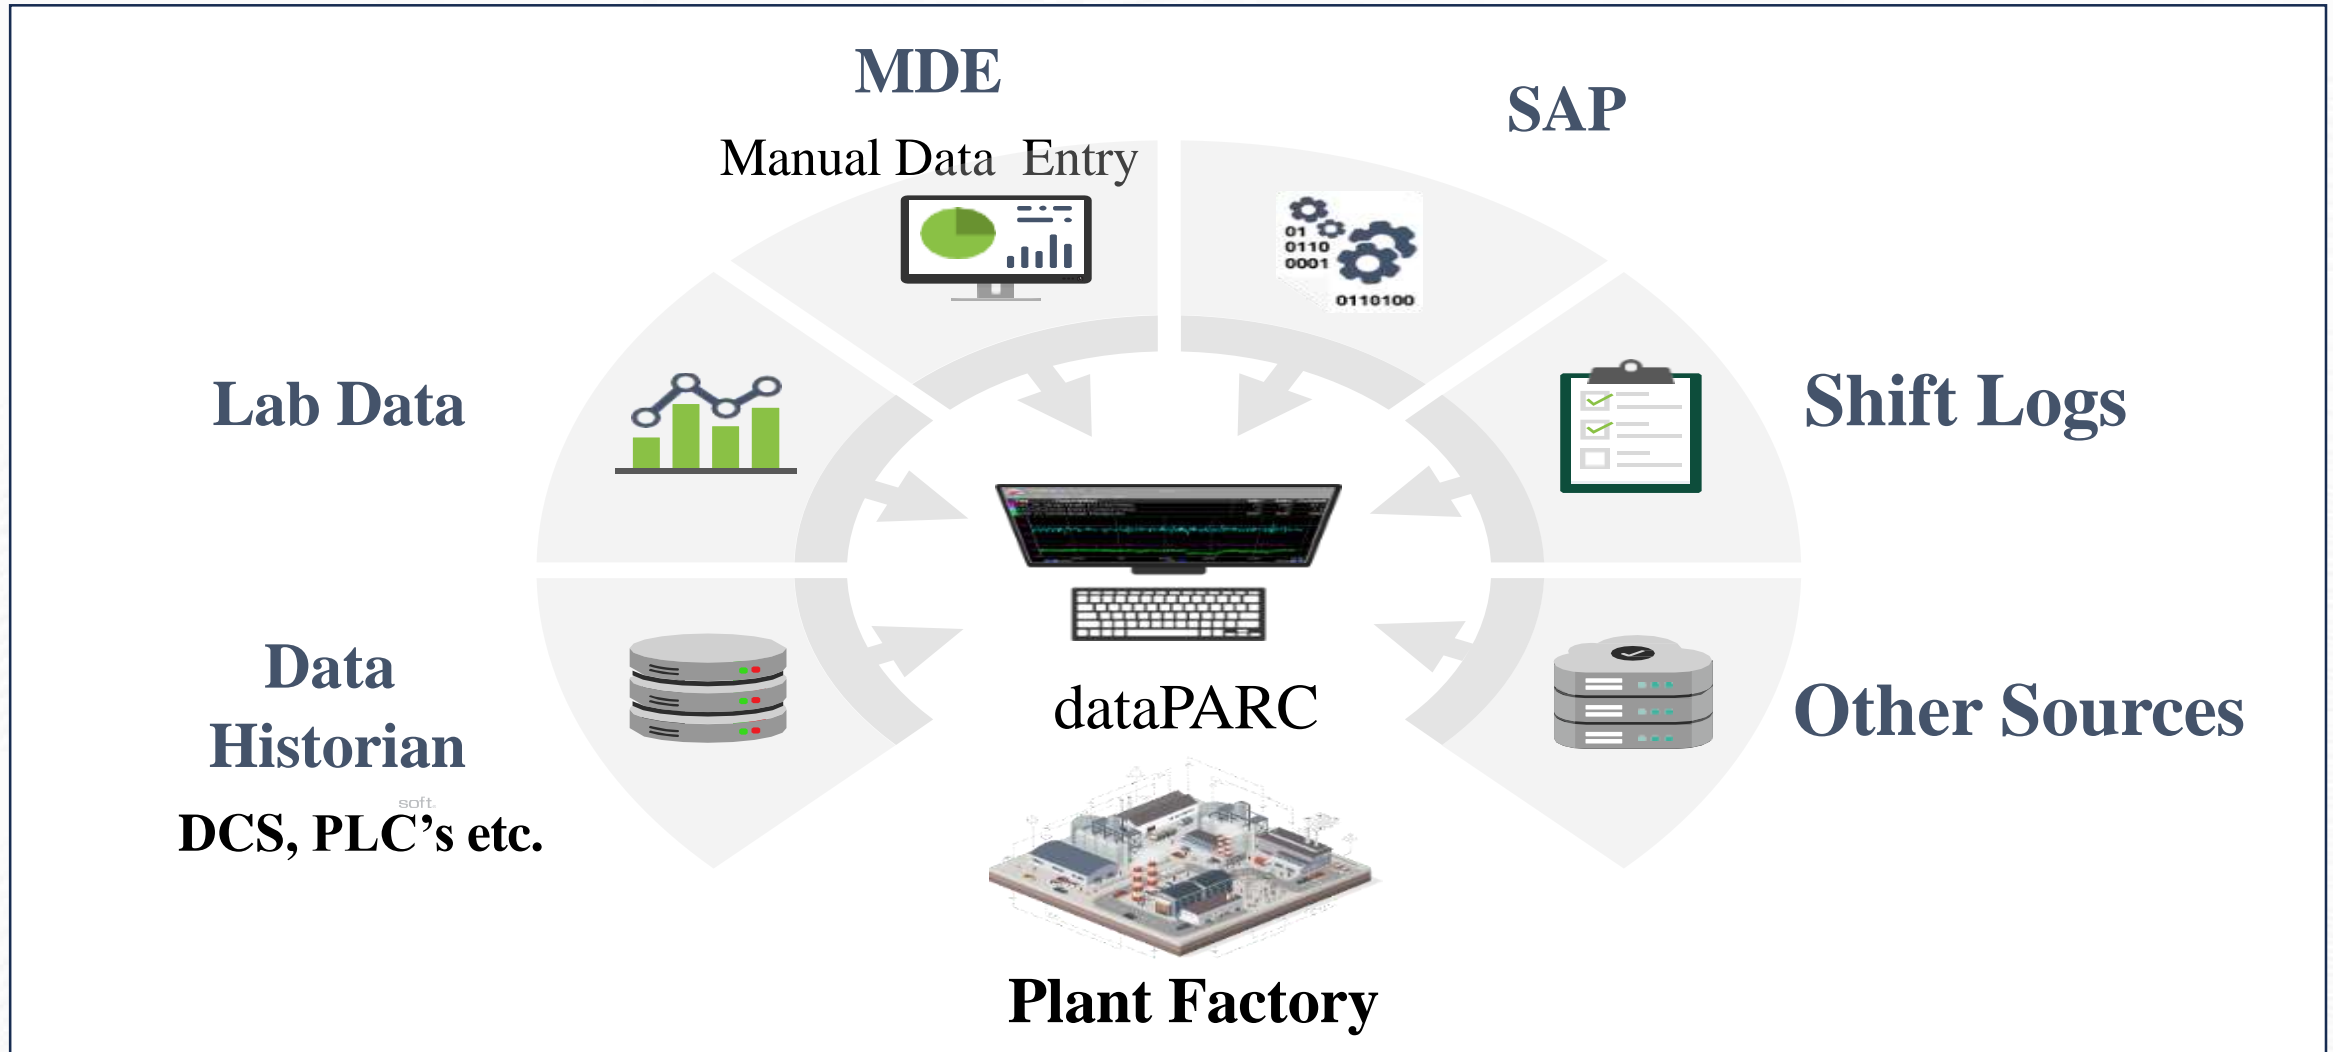 MDE
Manual Data Entry
SAP
01
0110
0001
0110100
Lab Data
Shift Logs
Data
Historian
soft.
DCS, PLC’s etc.
dataPARC
Other Sources
Plant Factory